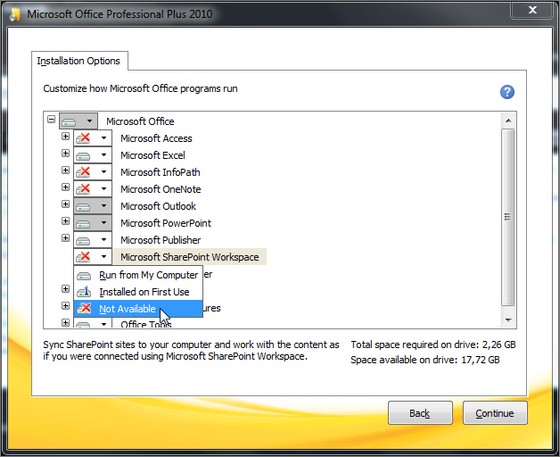 Microsoft Office Professional Plus 2010
Installation Options
Customize how Microsoft Office programs run
Microsoft Office
Microsoft Access
Microsoft Excel
Microsoft InfoPath
Microsoft OneNote
Microsoft Outlook
Microsoft PowerPoint
Microsoft Publisher
Microsoft SharePoint Workspace
Run from My Computer
er
Installed on First Use
Not Available
ures
Office Tools
Sync SharePoint sites to your computer and work with the content as
if you were connected using Microsoft SharePoint Workspace.
Total space required on drive: 2,26 GB
Space available on drive: 17,72 GB
Back
Continue